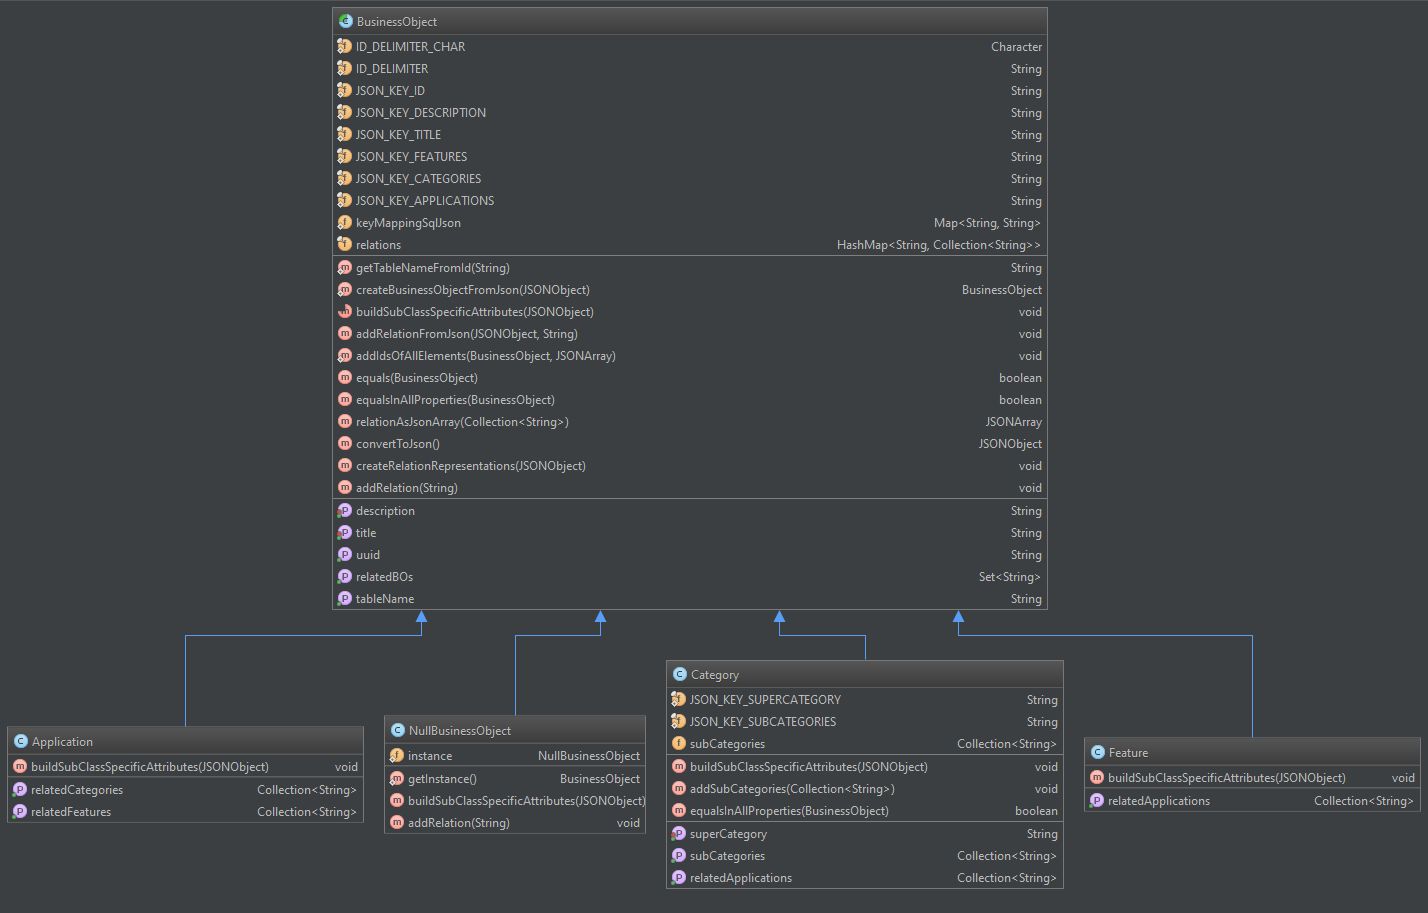 BusinessObject
ID_DELIMITER_CHAR Character
ID_DELIMITER String
JSON_KEY_ID String
JSON_KEY_DESCRIPTION String
JSON_KEY_TITLE String
JSON_KEY_FEATURES String
JSON_KEY_CATEGORIES String
JSON_KEY_APPLICATIONS String
keyMappingSqlJson Map<String, String>
relations HashMap<String, Collection<String>>
getTableNameFromId(String) String
createBusinessObjectFromJson(JSONObject) BusinessObject
buildSubClassSpecificAttributes(JSONObject) void
addRelationFromJson(JSONObject, String) void
addIdsOfAllElements(BusinessObject, JSONArray) void
equals(BusinessObject) boolean
equalsInAllProperties(BusinessObject) boolean
relationAsJsonArray(Collection<String>) JSONArray
convertToJson() JSONObject
createRelationRepresentations(JSONObject) void
addRelation(String) void
description String
title String
uuid String
relatedBOs Set<String>
tableName String
Application
buildSubClassSpecificAttributes(JSONObject) void
relatedCategories Collection<String>
relatedFeatures Collection<String>
NullBusinessObject
instance NullBusinessObject
getInstance() BusinessObject
buildSubClassSpecificAttributes(JSONObject)
addRelation(String) void
Category
JSON_KEY_SUPERCATEGORY String
JSON_KEY_SUBCATEGORIES String
subCategories Collection<String>
buildSubClassSpecificAttributes(JSONObject) void
addSubCategories(Collection<String>) void
equalsInAllProperties(BusinessObject) boolean
superCategory String
subCategories Collection<String>
relatedApplications Collection<String>
Feature
buildSubClassSpecificAttributes(JSONObject) void
relatedApplications Collection<String>